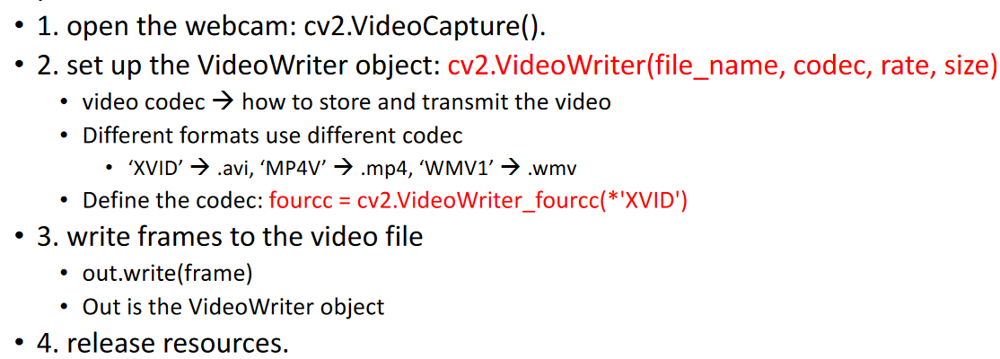 • 1. open the webcam: cv2.VideoCapture().
• 2. set up the VideoWriter object: cv2.VideoWriter(file_name, codec, rate, size)
• video codec → how to store and transmit the video
• Different formats use different codec
• ‘XVID’ → .avi, ‘MP4V’ → .mp4, ‘WMV1’ → .wmv
• Define the codec: fourcc = cv2.VideoWriter_fourcc(*'XVID')
• 3. write frames to the video file
• out.write(frame)
• Out is the VideoWriter object
• 4. release resources.